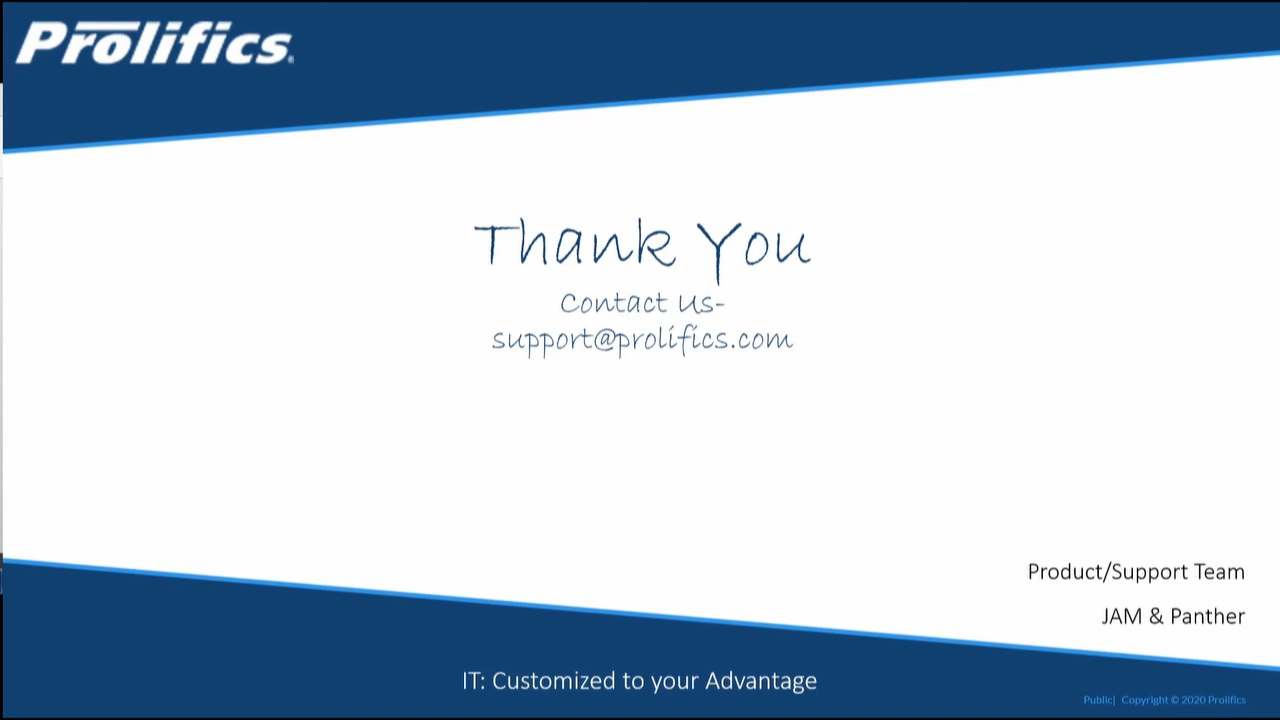 Prolifics®
Thank You
Contact Us-
support@prolifics.com
Product/Support Team
JAM & Panther
IT: Customized to your Advantage
Public| Copyright © 2020 Prolifics